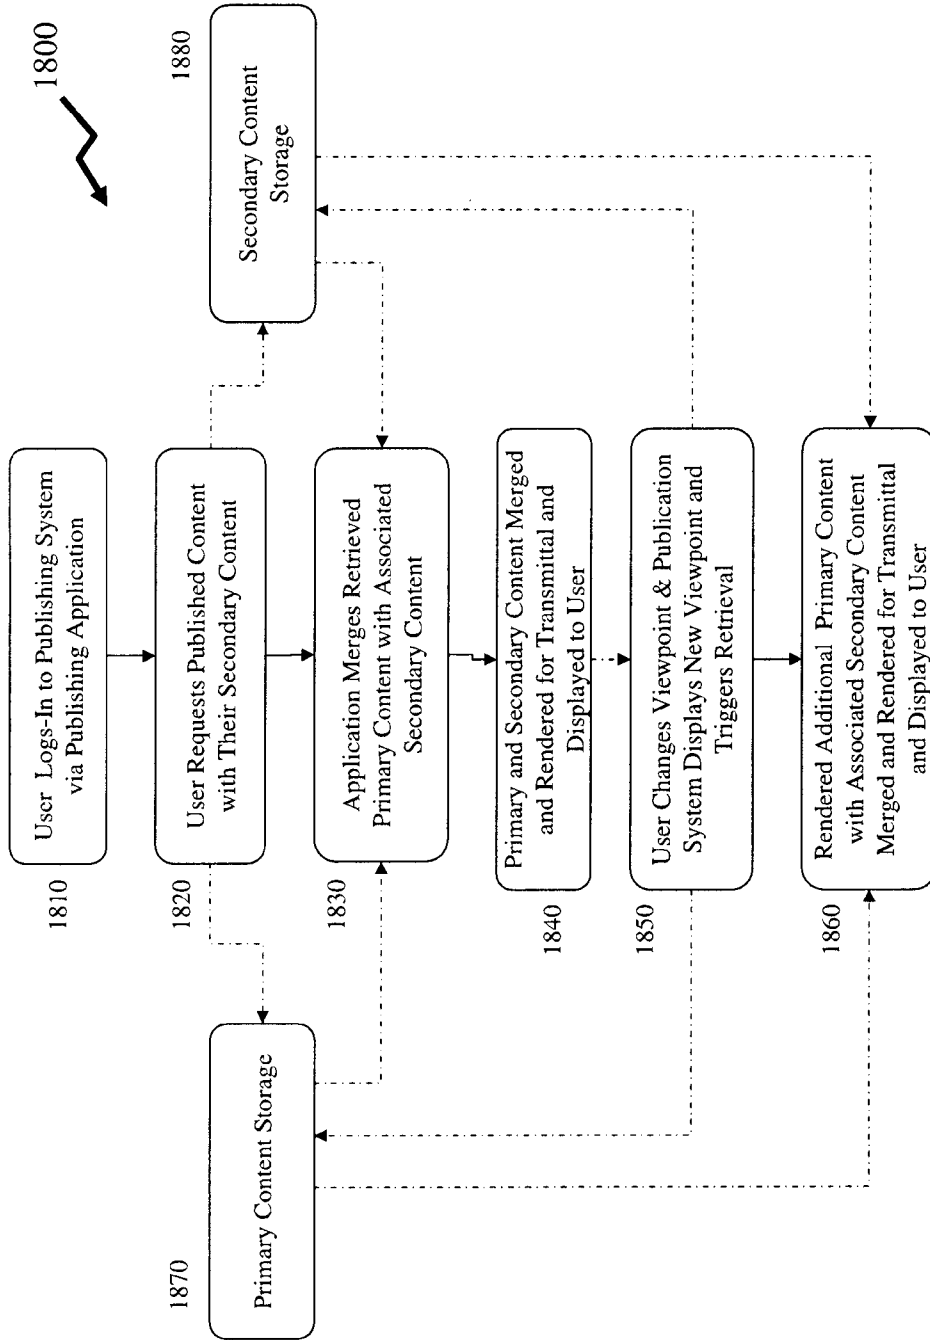 1800
1810
User Logs-In to Publishing System
via Publishing Application
1820
User Requests Published Content
with Their Secondary Content
1870
Primary Content Storage
1880
Secondary Content
Storage
1830
Application Merges Retrieved
Primary Content with Associated
Secondary Content
1840
Primary and Secondary Content Merged
and Rendered for Transmittal and
Displayed to User
1850
User Changes Viewpoint & Publication
System Displays New Viewpoint and
Triggers Retrieval
1860
Rendered Additional Primary Content
with Associated Secondary Content
Merged and Rendered for Transmittal
and Displayed to User